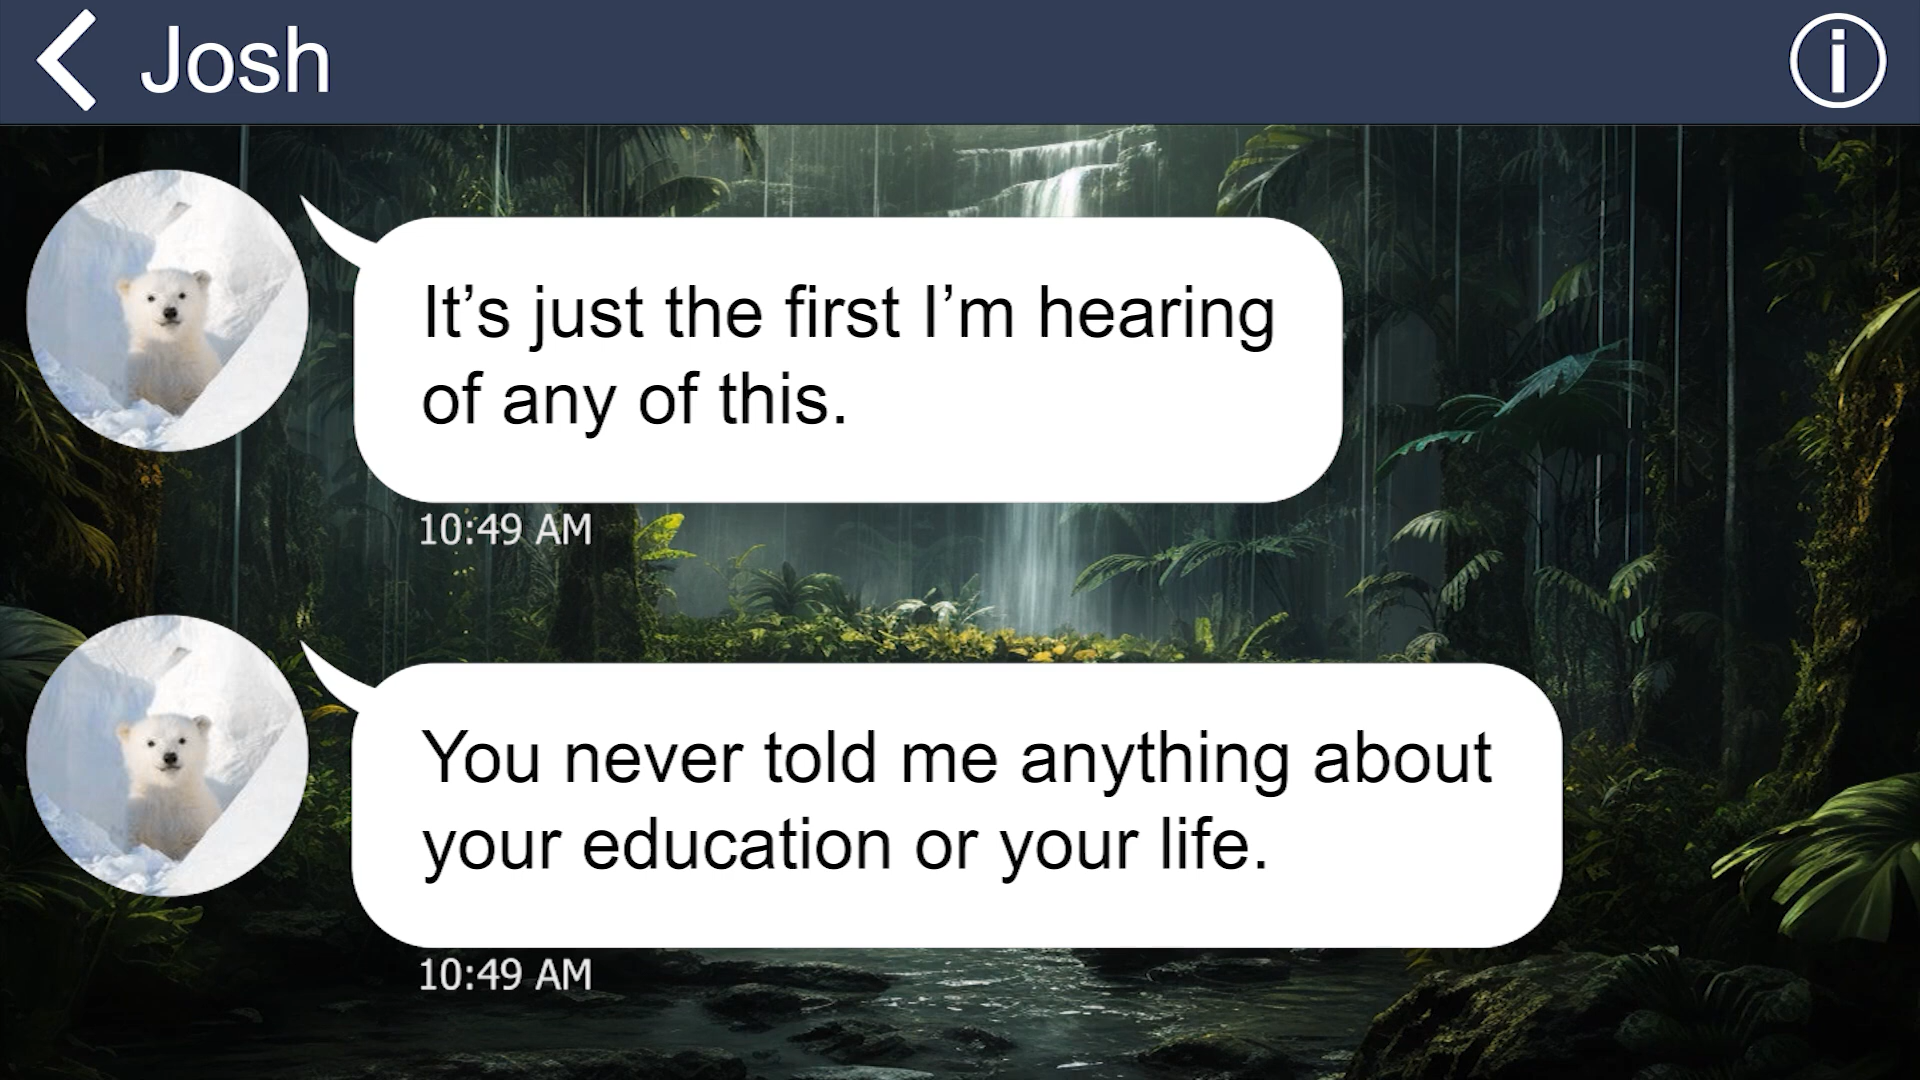 Josh
It’s just the first I’m hearing
of any of this.
10:49 AM
You never told me anything about
your education or your life.
10:49 AM